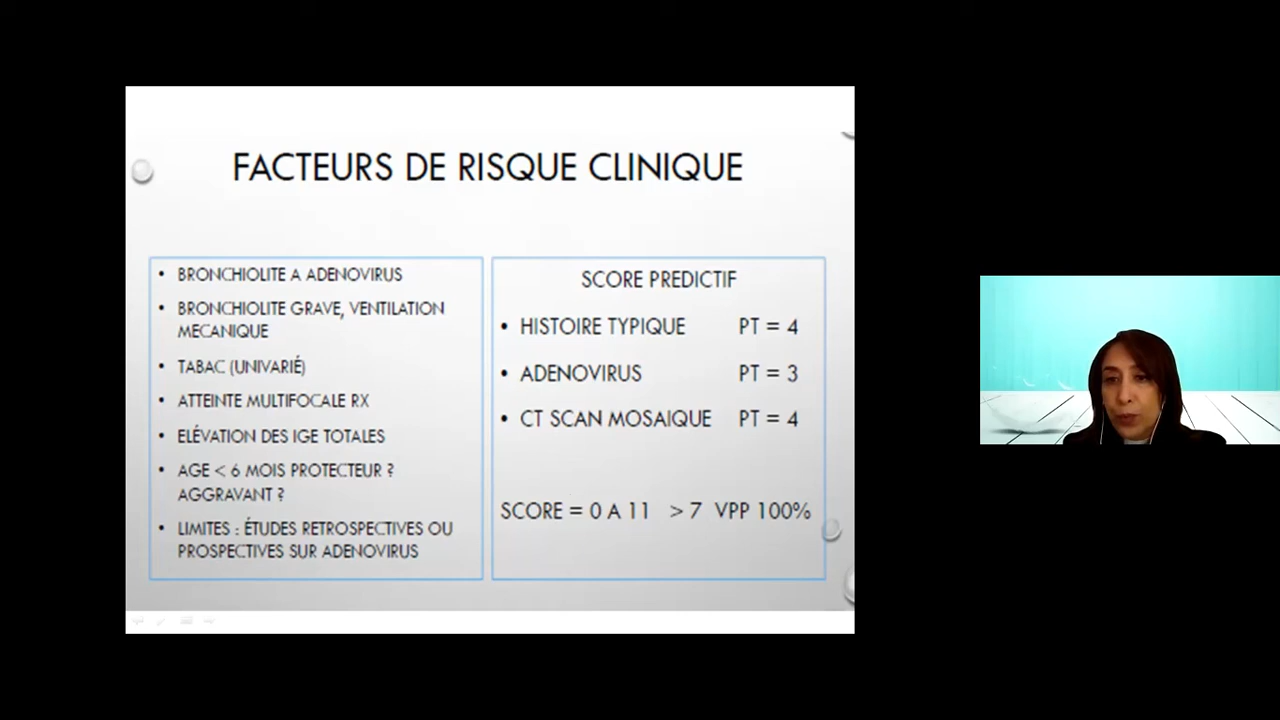 FACTEURS DE RISQUE CLINIQUE
• BRONCHIOLITE A ADENOVIRUS
• BRONCHIOLITE GRAVE, VENTILATION
MECANIQUE
• TABAC (UNIVARIÉ)
• ATTEINTE MULTIFOCALE RX
• ELÉVATION DES IGE TOTALES
• AGE < 6 MOIS PROTECTEUR ?
AGGRAVANT ?
• LIMITES : ÉTUDES RETROSPECTIVES OU
PROSPECTIVES SUR ADENOVIRUS
SCORE PREDICTIF
• HISTOIRE TYPIQUE PT = 4
• ADENOVIRUS PT = 3
• CT SCAN MOSAIQUE PT = 4
SCORE = 0 A 11 > 7 VPP 100%